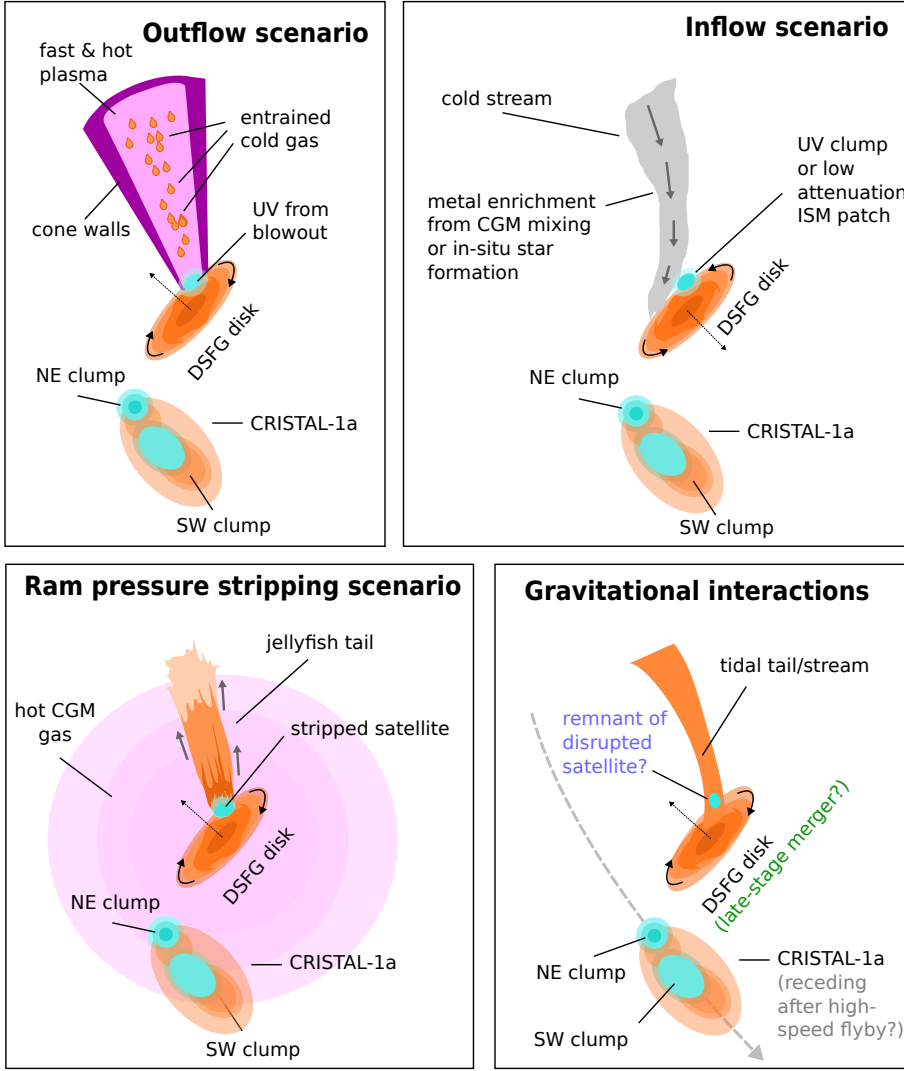 Outflow scenario
fast & hot
plasma
entrained
cold gas
cone walls
UV from
blowout
DSFG disk
NE clump
CRISTAL-1a
SW clump
Inflow scenario
cold stream
UV clump
or low
attenuation
ISM patch
metal enrichment
from CGM mixing
or in-situ star
formation
DSFG disk
NE clump
CRISTAL-1a
SW clump
Ram pressure stripping scenario
jellyfish tail
hot CGM
gas
stripped satellite
DSFG disk
NE clump
CRISTAL-1a
SW clump
Gravitational interactions
tidal tail/stream
remnant of
disrupted
satellite?
DSFG disk
(late-stage merger?)
NE clump
CRISTAL-1a
(receding
after high-
speed flyby?)
SW clump